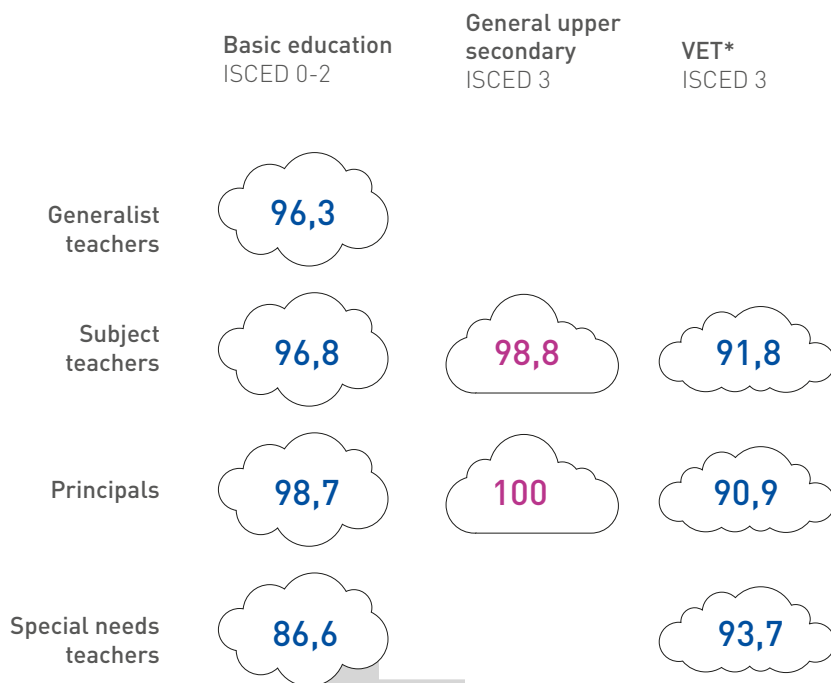 Basic education
ISCED 0-2
General upper
secondary
ISCED 3
VET*
ISCED 3
Generalist
teachers
96,3
Subject
teachers
96,8
98,8
91,8
Principals
98,7
100
90,9
Special needs
teachers
86,6
93,7